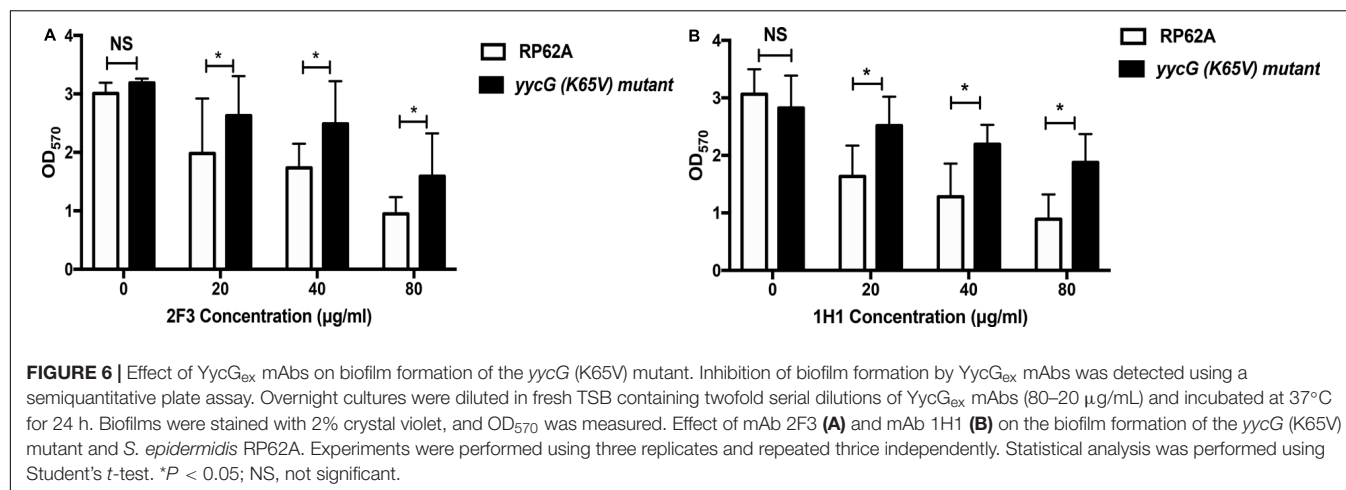 A
4
3
2
1
0
OD570
NS
*
*
*
RP62A
yycG (K65V) mutant
0 20 40 80
2F3 Concentration (µg/ml)
B
4
3
2
1
0
OD570
NS
*
*
*
RP62A
yycG (K65V) mutant
0 20 40 80
1H1 Concentration (µg/ml)
FIGURE 6 | Effect of YycGex mAbs on biofilm formation of the yycG (K65V) mutant. Inhibition of biofilm formation by YycGex mAbs was detected using a
semiquantitative plate assay. Overnight cultures were diluted in fresh TSB containing twofold serial dilutions of YycGex mAbs (80–20 µg/mL) and incubated at 37°C
for 24 h. Biofilms were stained with 2% crystal violet, and OD570 was measured. Effect of mAb 2F3 (A) and mAb 1H1 (B) on the biofilm formation of the yycG (K65V)
mutant and S. epidermidis RP62A. Experiments were performed using three replicates and repeated thrice independently. Statistical analysis was performed using
Student's t-test. *P < 0.05; NS, not significant.